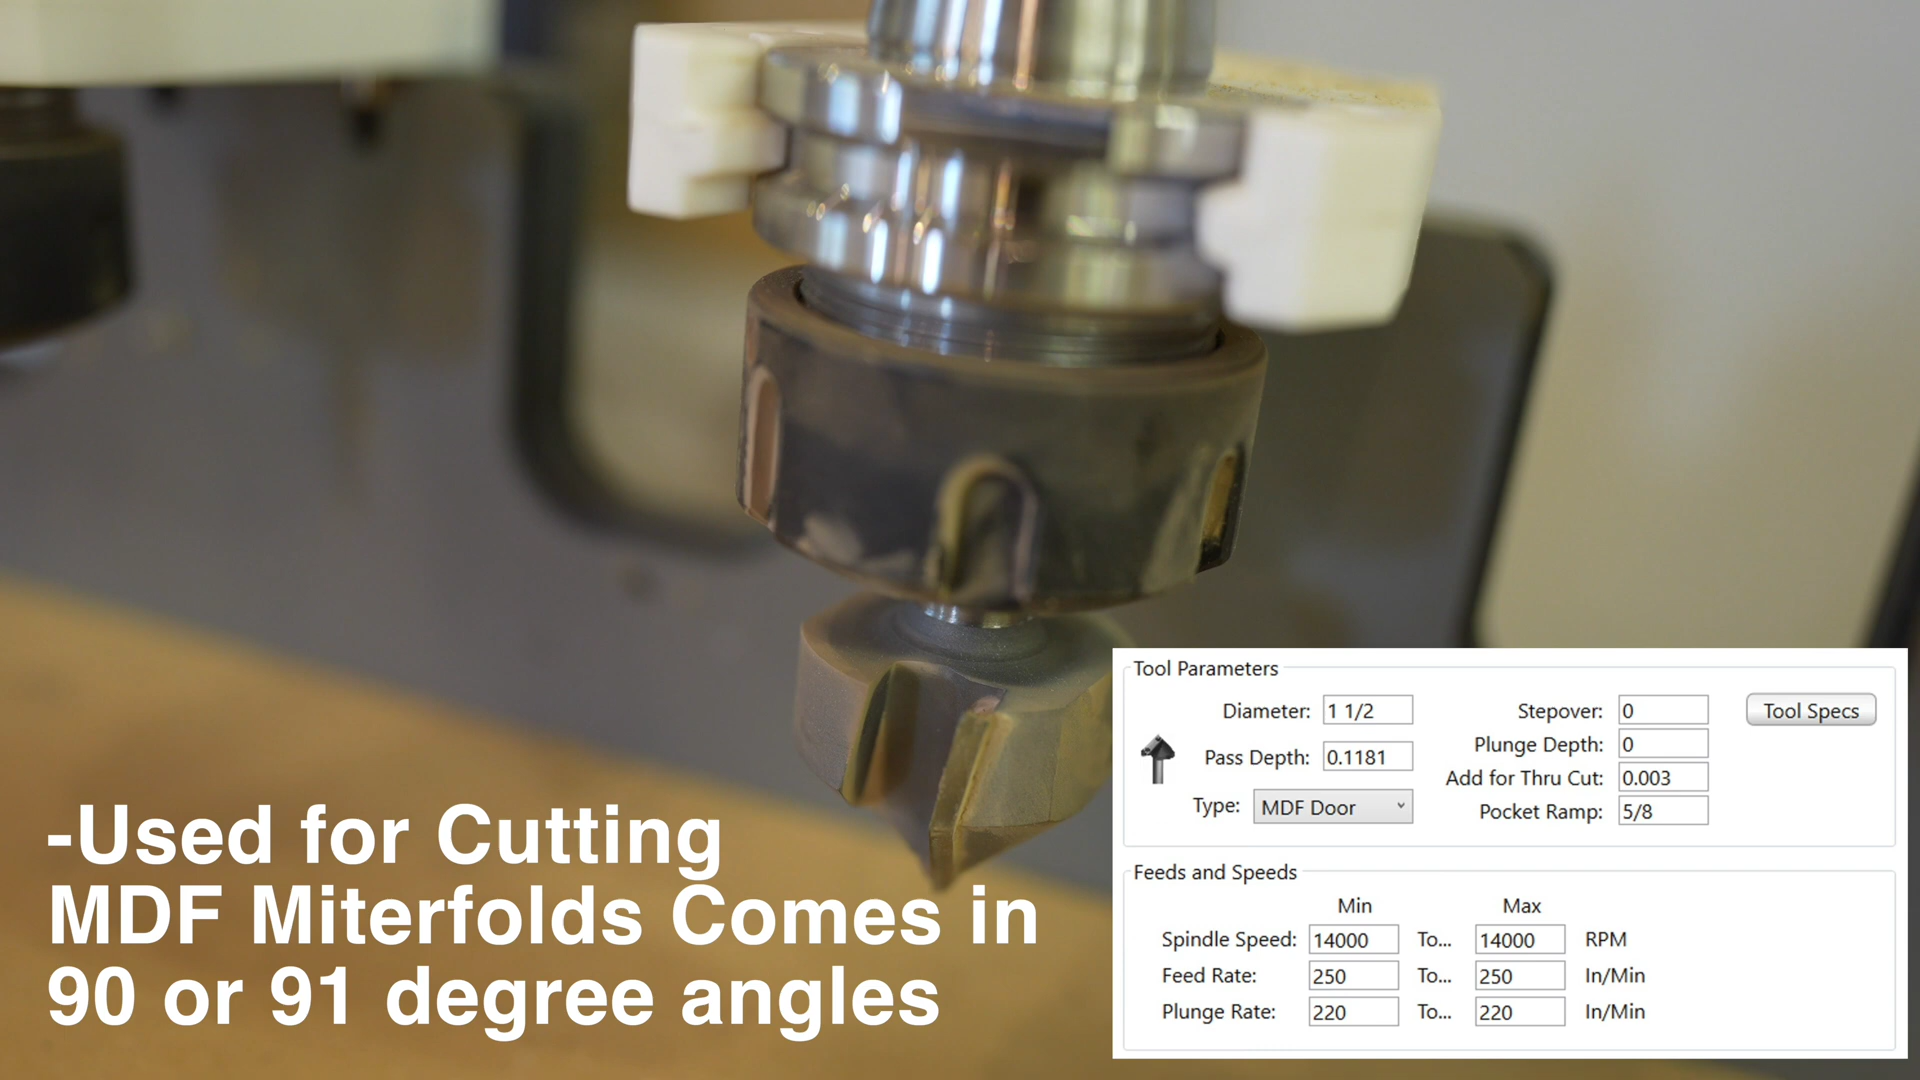 -Used for Cutting
MDF Miterfolds Comes in
90 or 91 degree angles
Tool Parameters
Diameter: 1 1/2
Pass Depth: 0.1181
Type: MDF Door
Stepover: 0
Plunge Depth: 0
Add for Thru Cut: 0.003
Pocket Ramp: 5/8
Tool Specs
Feeds and Speeds
Min Max
Spindle Speed: 14000 To... 14000 RPM
Feed Rate: 250 To... 250 In/Min
Plunge Rate: 220 To... 220 In/Min